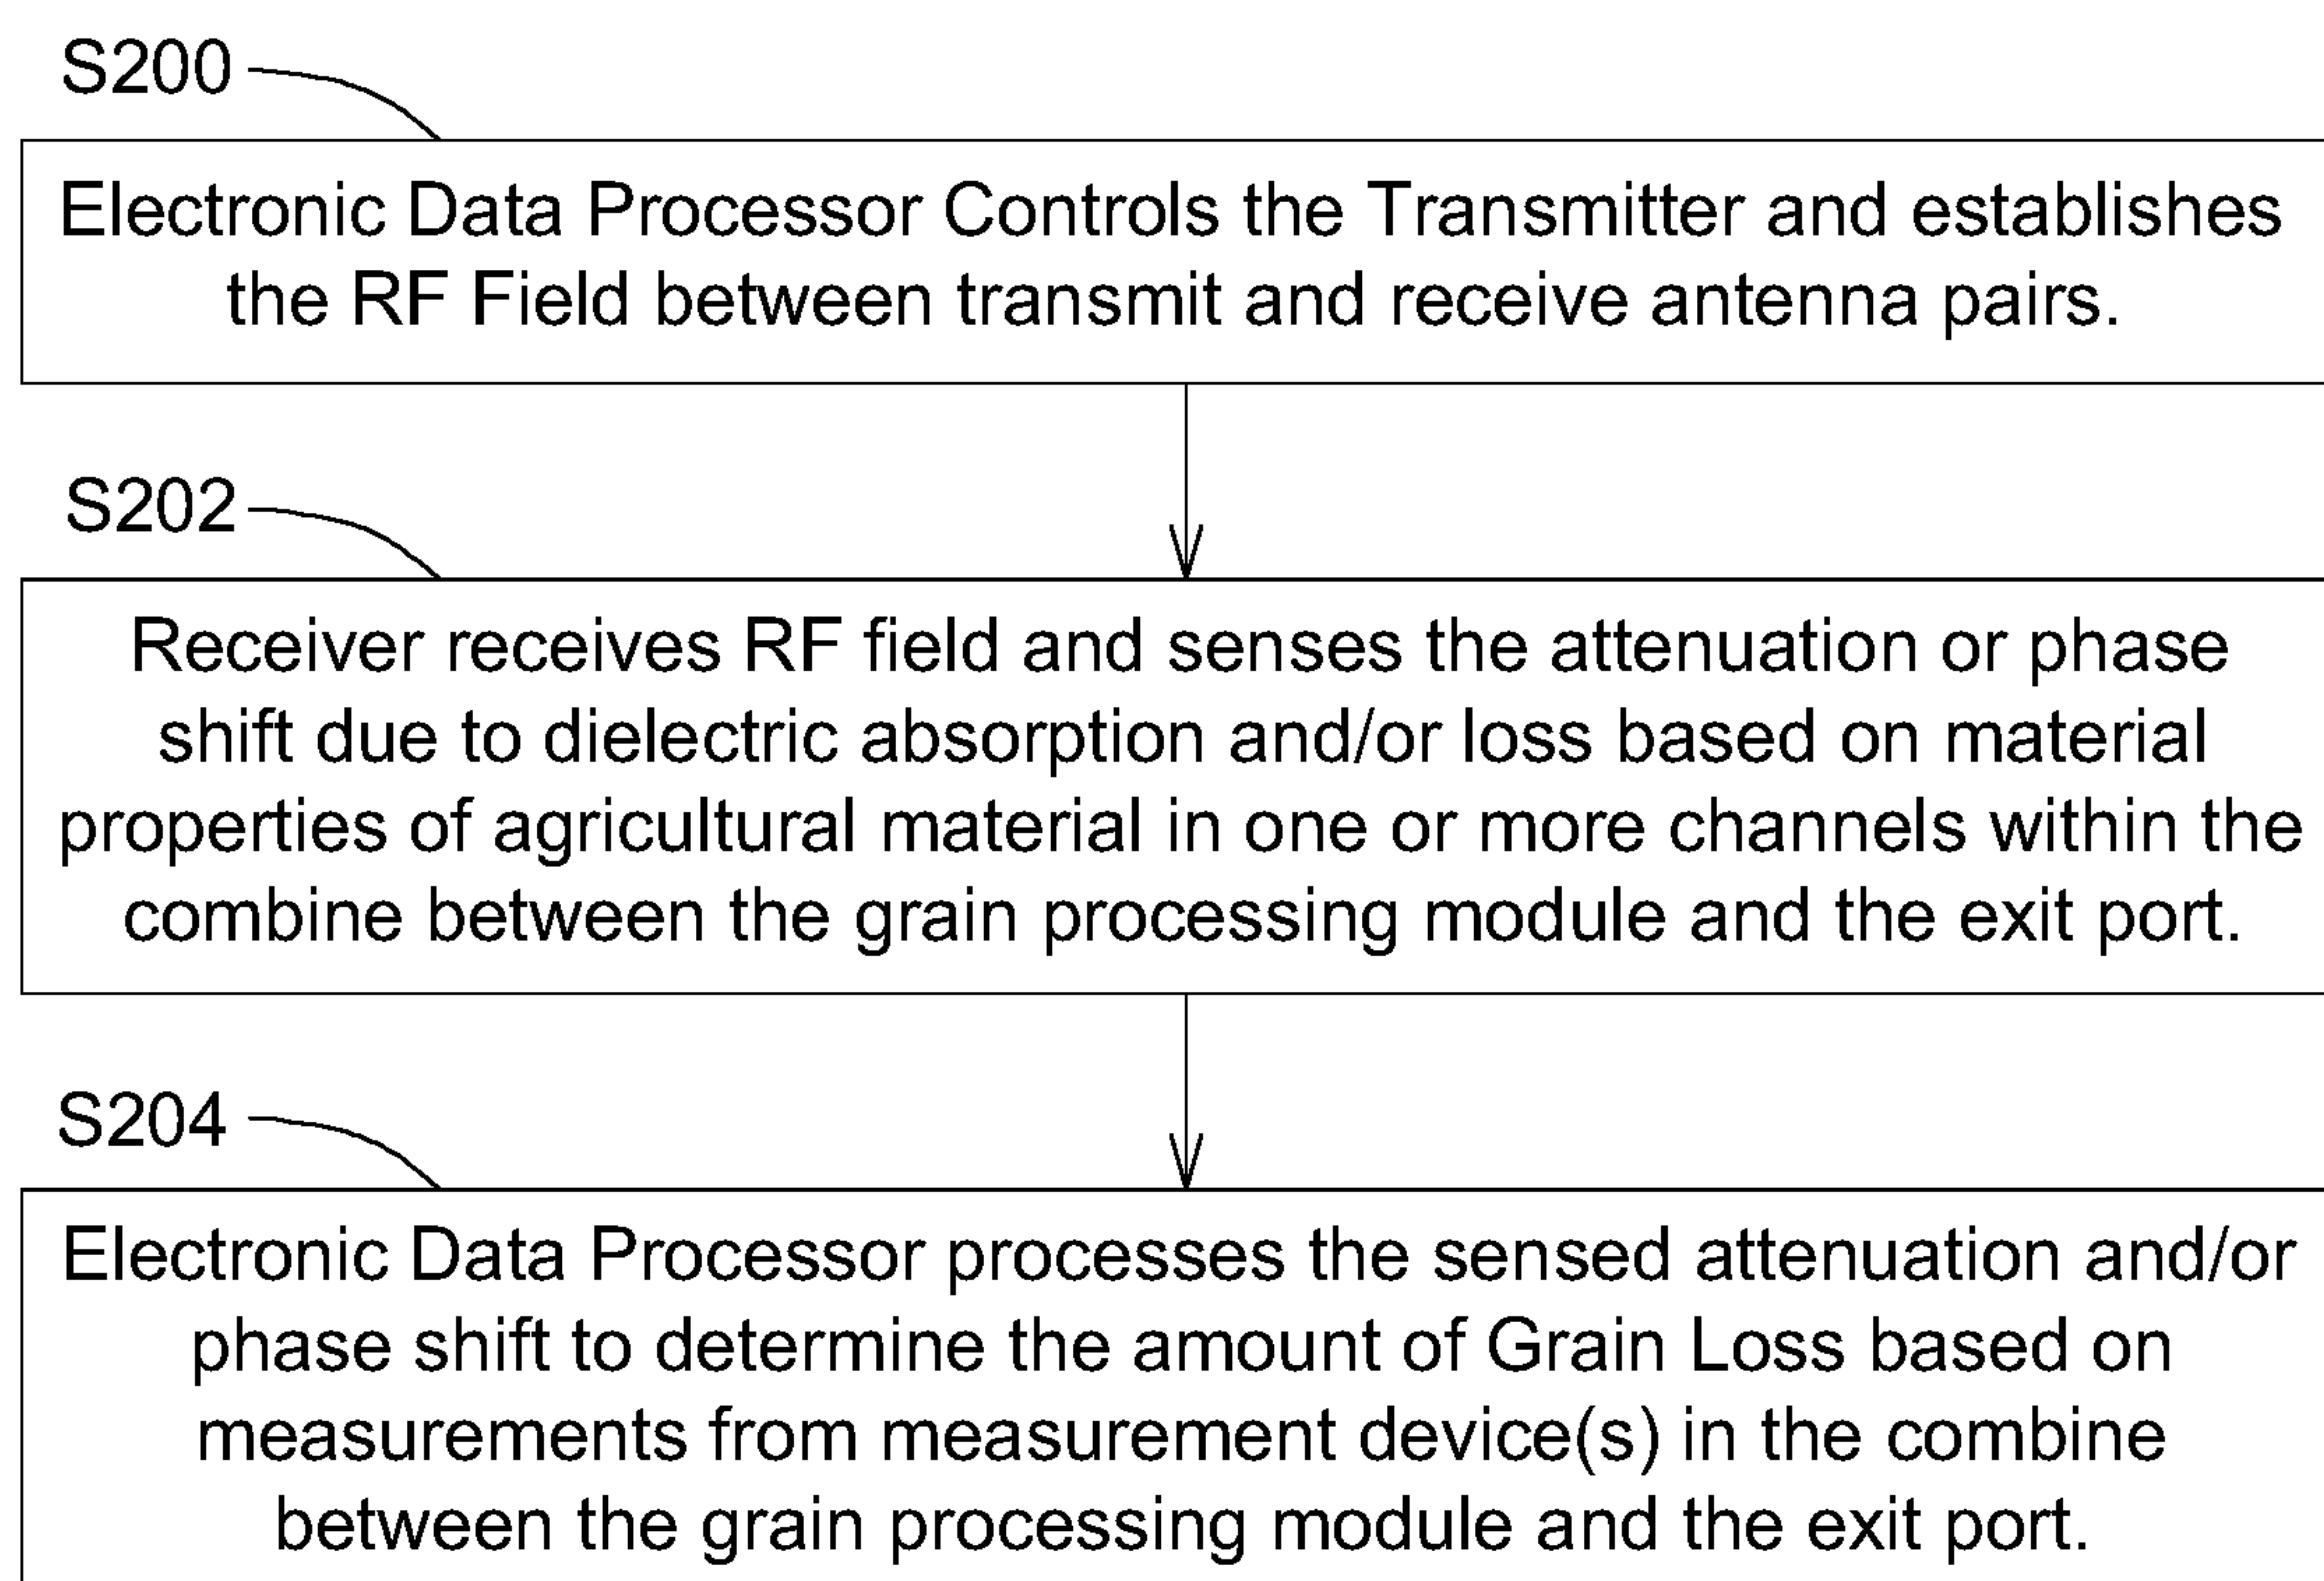 S200
Electronic Data Processor Controls the Transmitter and establishes
the RF Field between transmit and receive antenna pairs.
S202
Receiver receives RF field and senses the attenuation or phase
shift due to dielectric absorption and/or loss based on material
properties of agricultural material in one or more channels within the
combine between the grain processing module and the exit port.
S204
Electronic Data Processor processes the sensed attenuation and/or
phase shift to determine the amount of Grain Loss based on
measurements from measurement device(s) in the combine
between the grain processing module and the exit port.